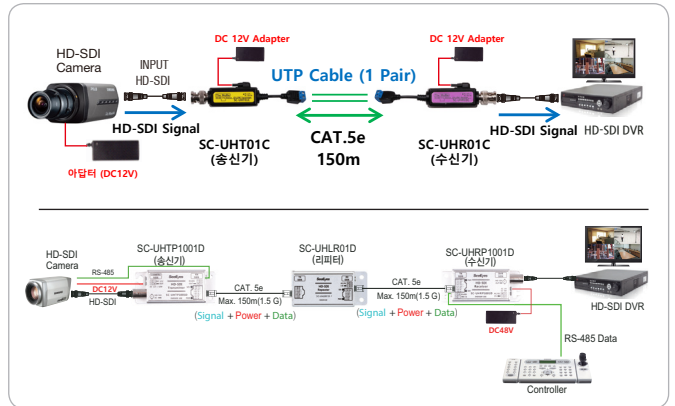 HD-SDI
Camera
INPUT
HD-SDI
DC 12V Adapter
DC 12V Adapter
UTP Cable (1 Pair)
HD-SDI Signal
SC-UHT01C
(송신기)
CAT.5e
150m
SC-UHR01C
(수신기)
HD-SDI Signal
HD-SDI DVR
아답터 (DC12V)
HD-SDI
Camera
RS-485
DC12V
HD-SDI
SC-UHTP1001D
(송신기)
CAT. 5e
Max. 150m(1.5 G)
(Signal + Power + Data)
SC-UHLR01D
(리피터)
CAT. 5e
Max. 150m(1.5 G)
(Signal + Power + Data)
SC-UHRP1001D
(수신기)
DC48V
HD-SDI DVR
RS-485 Data
Controller